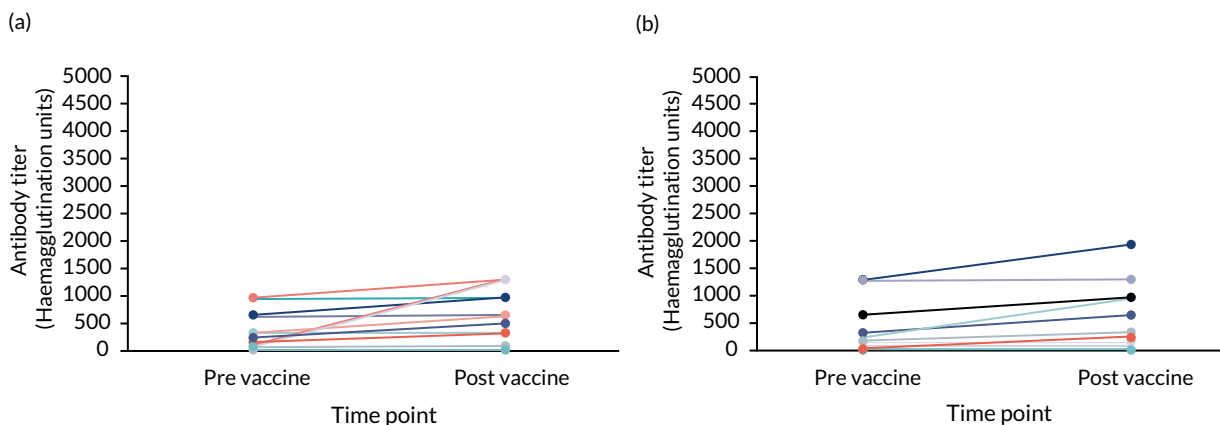 (a)
Antibody titer
(Haemagglutination units)
5000
4500
4000
3500
3000
2500
2000
1500
1000
500
0
Pre vaccine
Post vaccine
Time point
(b)
Antibody titer
(Haemagglutination units)
5000
4500
4000
3500
3000
2500
2000
1500
1000
500
0
Pre vaccine
Post vaccine
Time point